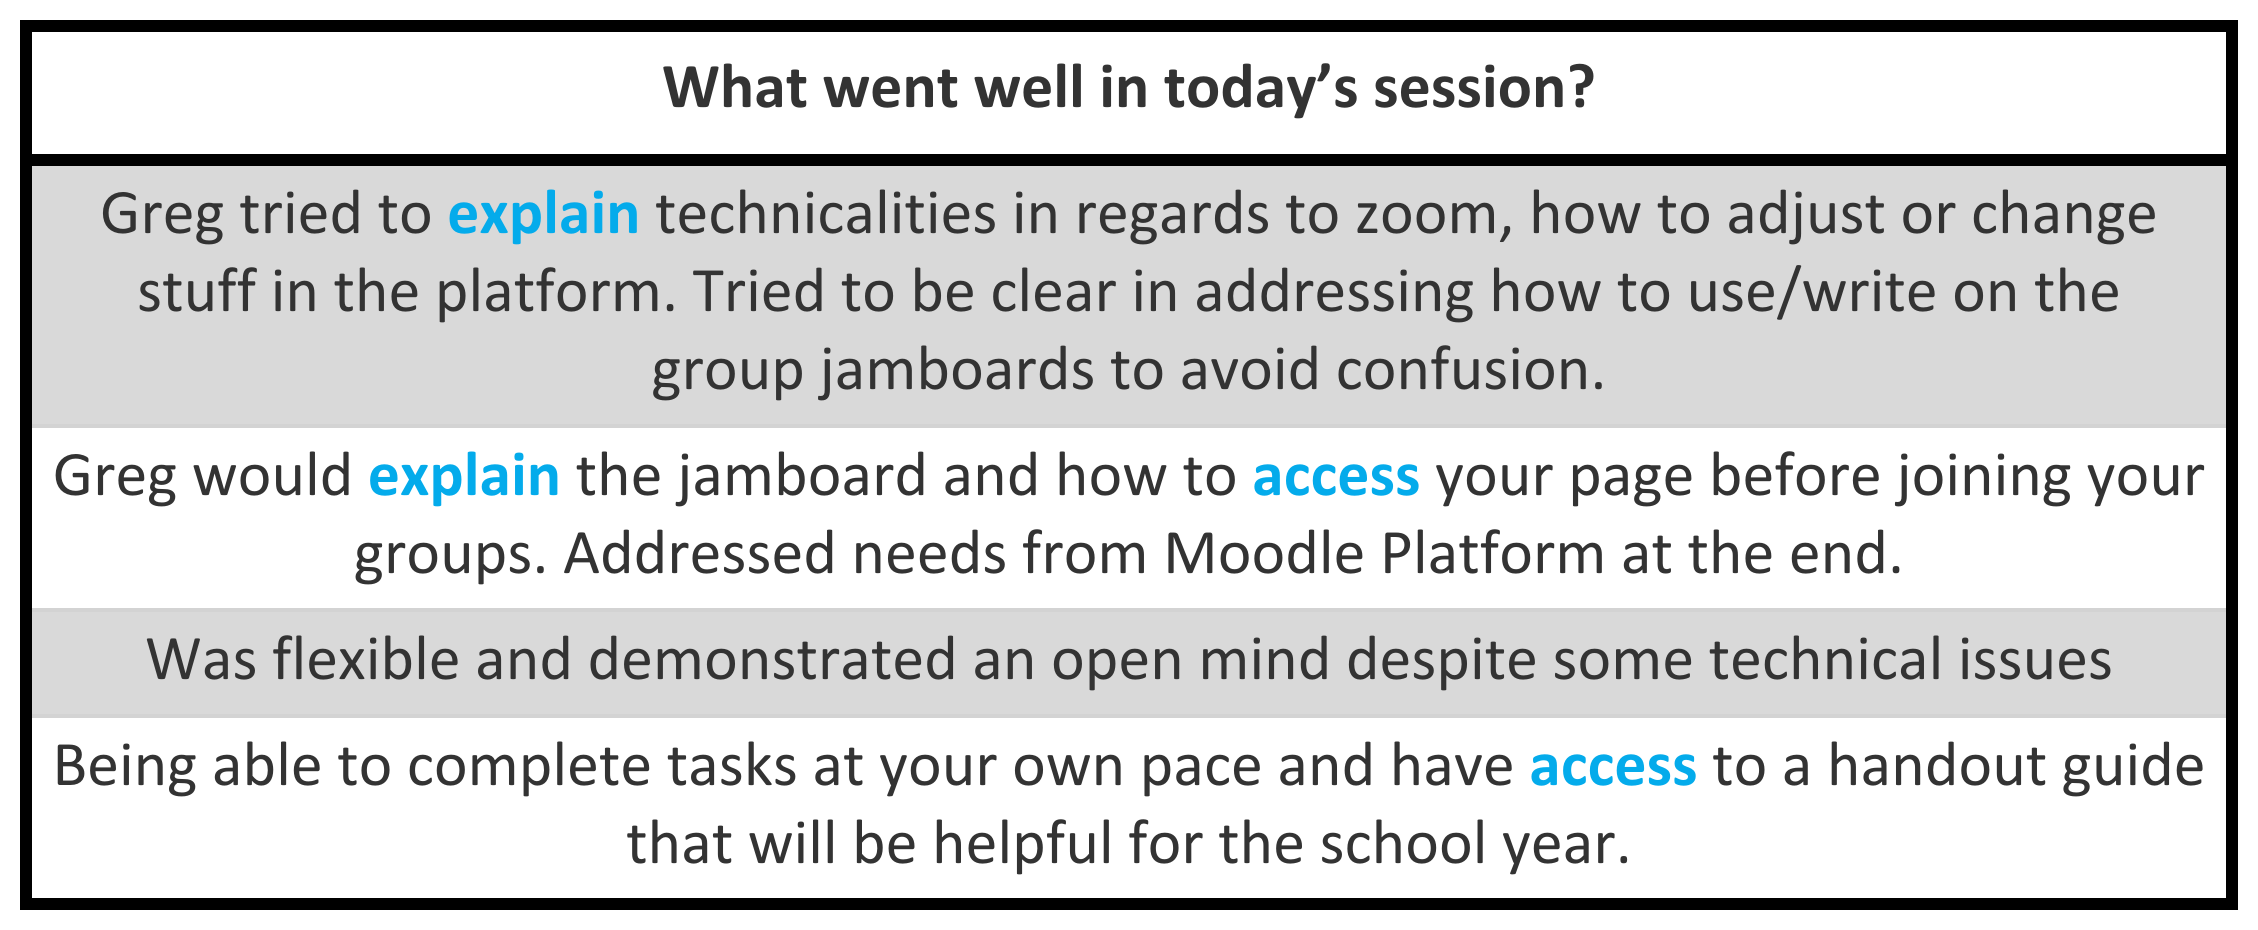 What went well in today’s session?
Greg tried to explain technicalities in regards to zoom, how to adjust or change
stuff in the platform. Tried to be clear in addressing how to use/write on the
group jamboards to avoid confusion.
Greg would explain the jamboard and how to access your page before joining your
groups. Addressed needs from Moodle Platform at the end.
Was flexible and demonstrated an open mind despite some technical issues
Being able to complete tasks at your own pace and have access to a handout guide
that will be helpful for the school year.